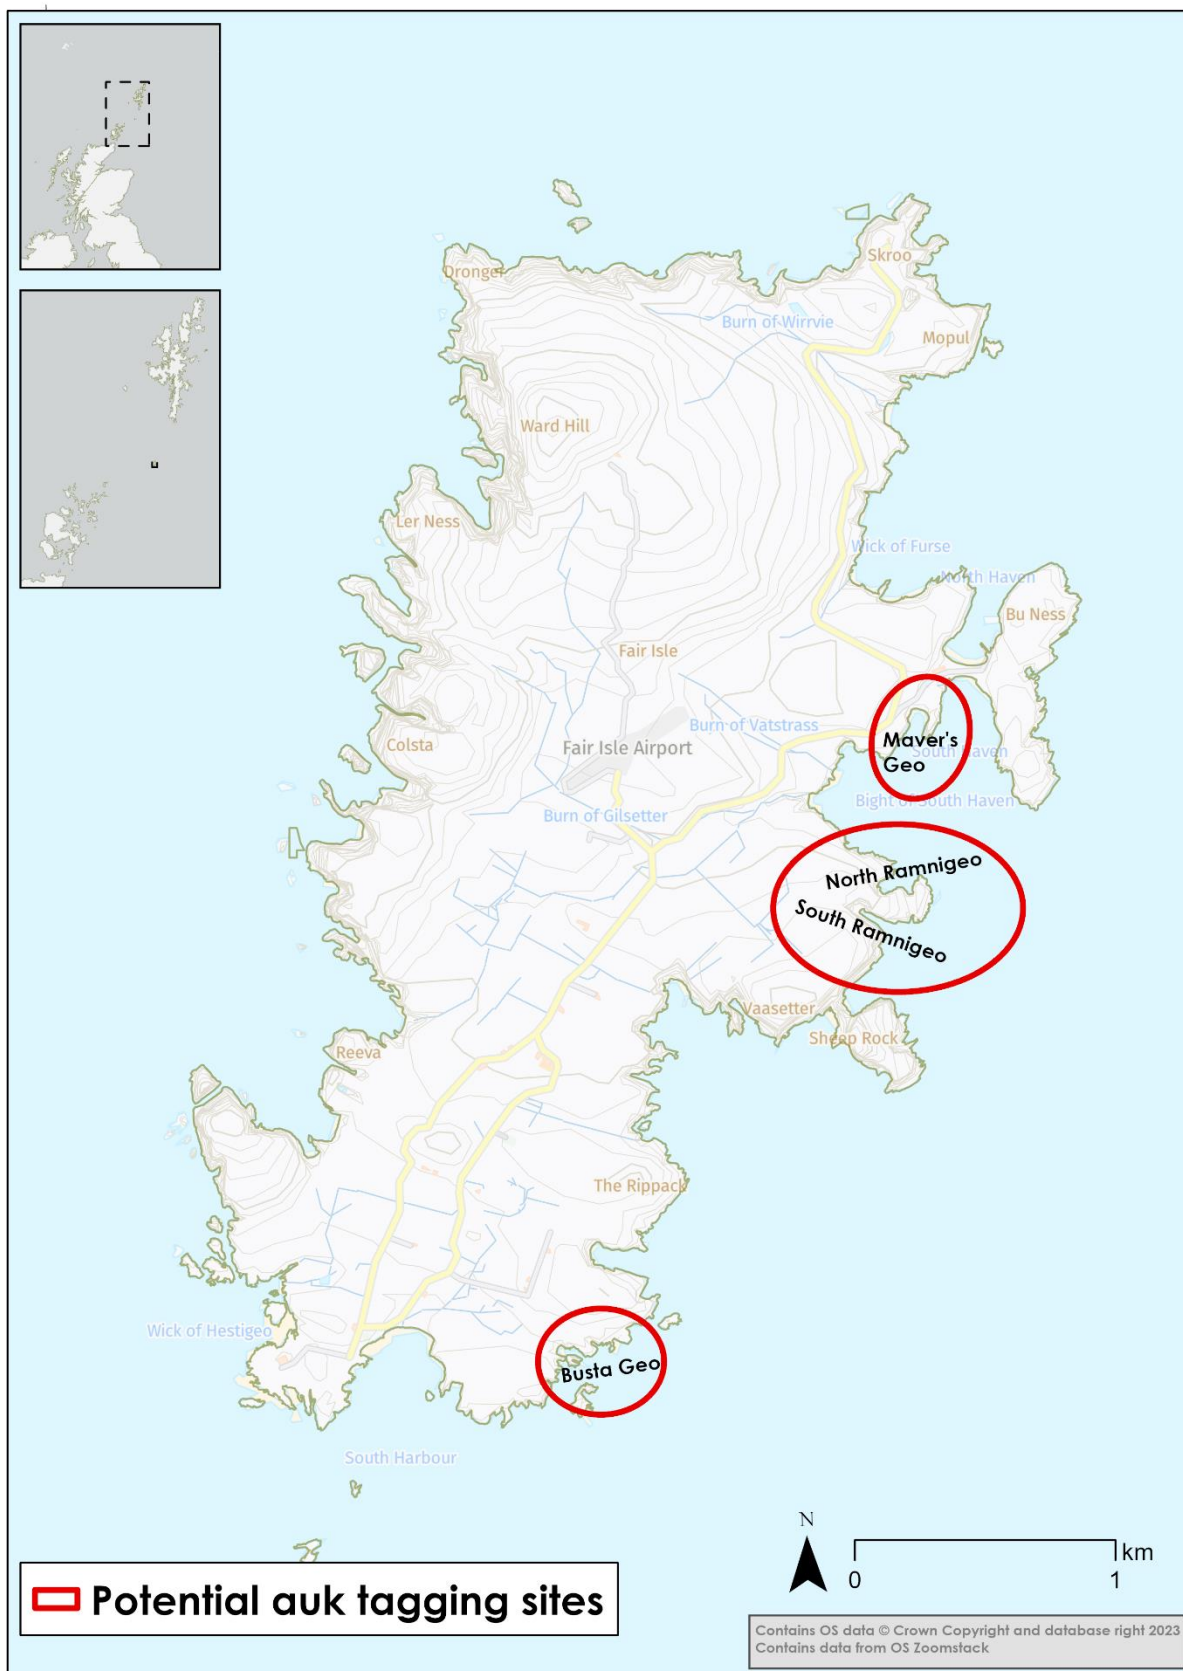 Skroo
Dronger
Burn of Wirrvie
Mopul
Ward Hill
Ler Ness
Wick of Furse
North Haven
Bu Ness
Fair Isle
Burn of Vatstrass
Colsta
Fair Isle Airport
Maver's
Geo
South Haven
Bight of South Haven
Burn of Gilsetter
North Ramnigeo
South Ramnigeo
Vaasetter
Sheep Rock
Reeva
The Rippack
Wick of Hestigeo
Busta Geo
South Harbour
N
km
0 1
Potential auk tagging sites
Contains OS data © Crown Copyright and database right 2023
Contains data from OS Zoomstack